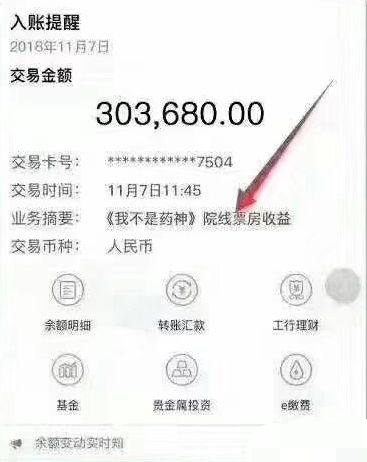 入账提醒
2018年11月7日
交易金额
303,680.00
交易卡号： ************7504
交易时间： 11月7日11:45
业务摘要： 《我不是药神》院线票房收益
交易币种： 人民币
余额明细 转账汇款 工行理财
基金 贵金属投资 e缴费
余额变动实时知